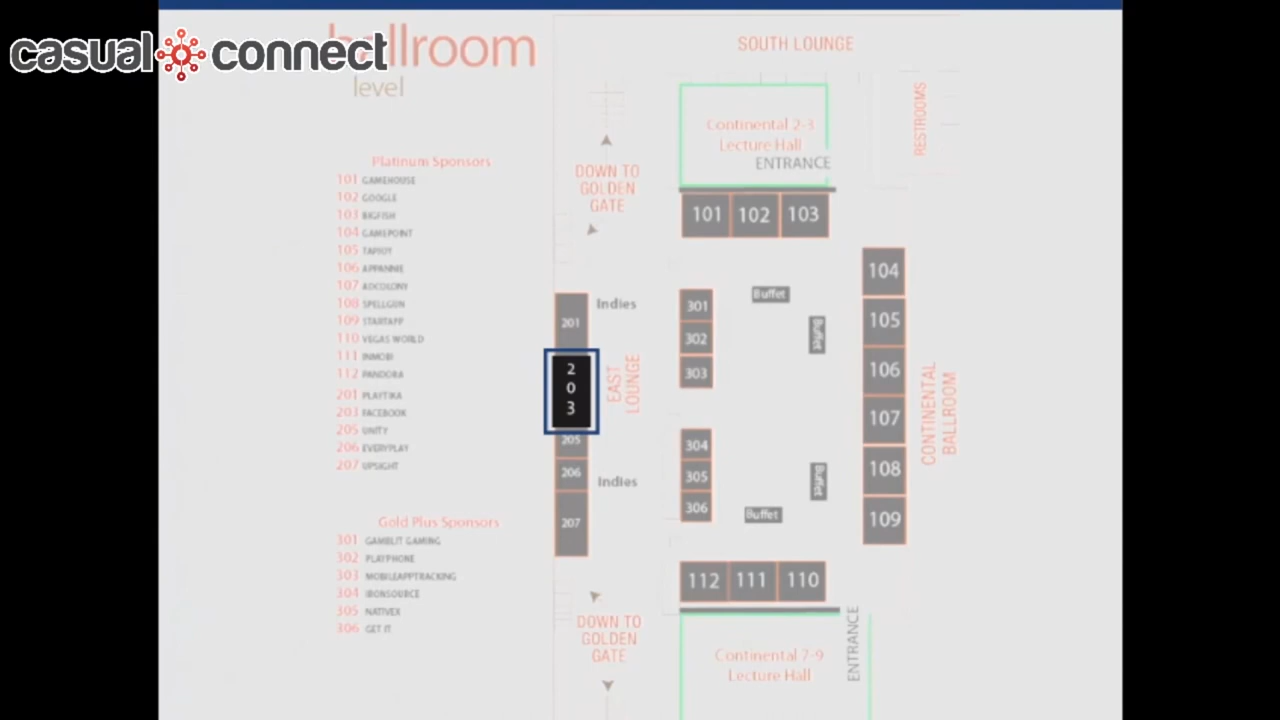 casual connect
ballroom
level
SOUTH LOUNGE
RESTROOMS
Continental 2-3
Lecture Hall
ENTRANCE
DOWN TO
GOLDEN
GATE
Platinum Sponsors
101 GAMEHOUSE
102 GOOGLE
103 BIGFISH
104 GAMEPOINT
105 TAPJOY
106 APPANNIE
107 ADCOLONY
108 SPELLGUN
109 STARTAPP
110 VEGAS WORLD
111 INMOBI
112 PANDORA
201 PLAYTIKA
203 FACEBOOK
205 UNITY
206 EVERYPLAY
207 UPSIGHT
Gold Plus Sponsors
301 GAMBLIT GAMING
302 PLAYPHONE
303 MOBILEAPPTRACKING
304 IRONSOURCE
305 NATIVEX
306 GET IT
101 102 103
104
105
106
107
108
109
Indies
201
203
205
206
207
Indies
EAST
LOUNGE
301
302
303
304
305
306
Buffet
Buffet
Buffet
Buffet
CONTINENTAL
BALLROOM
112 111 110
DOWN TO
GOLDEN
GATE
ENTRANCE
Continental 7-9
Lecture Hall